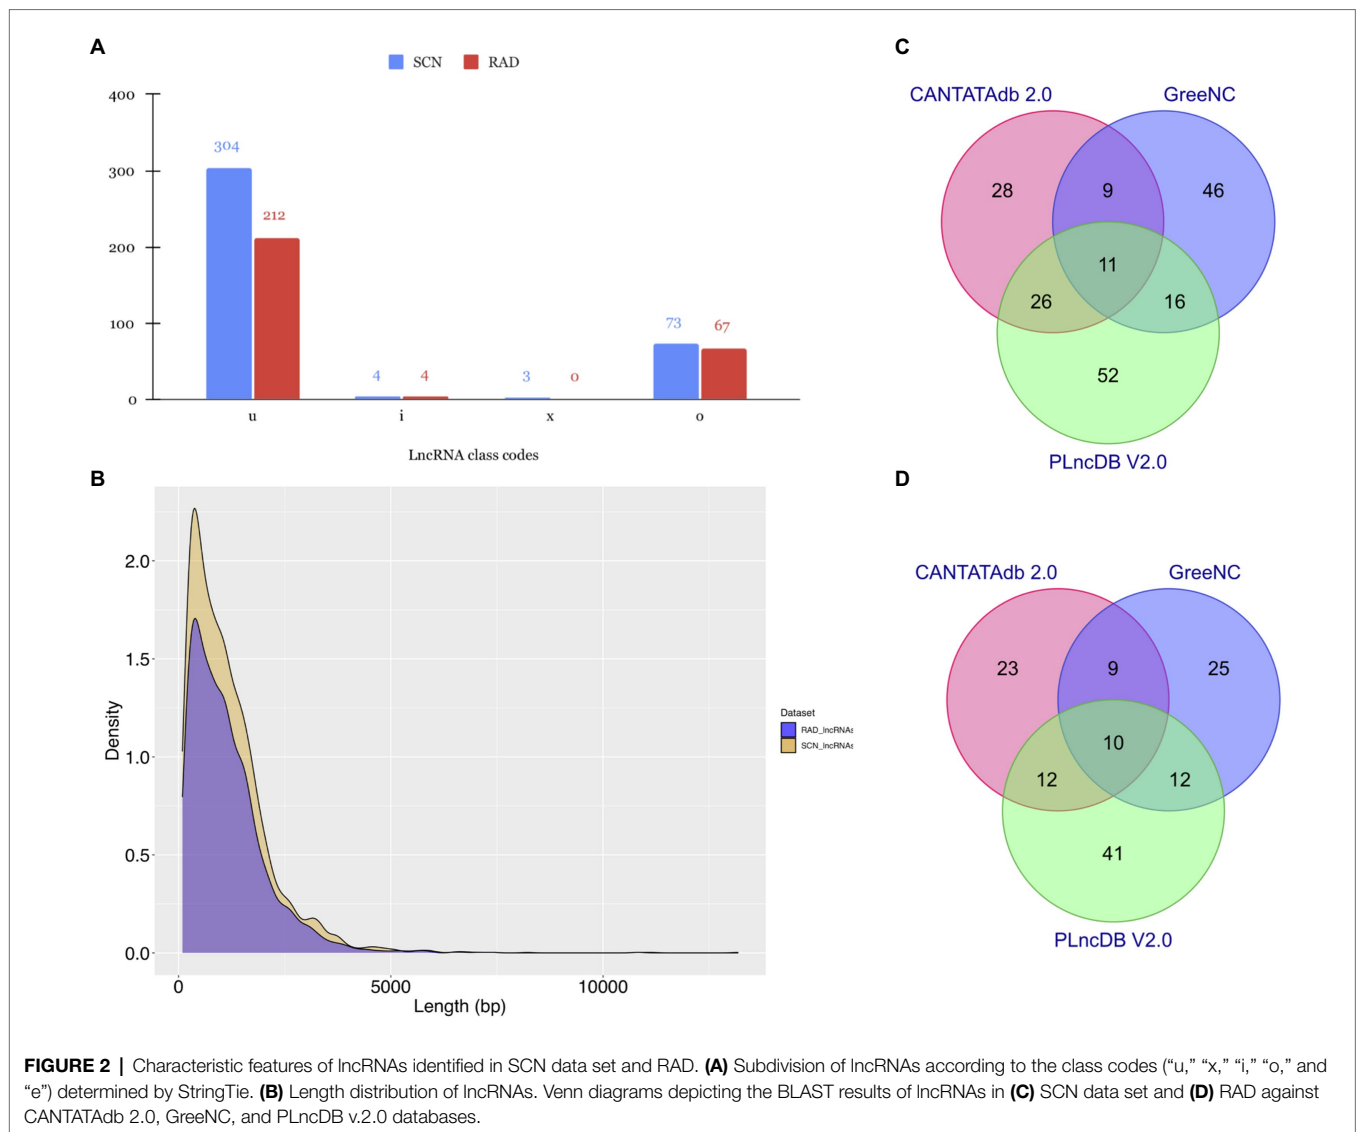 A
SCN RAD
400
300
200
100
0
304
212
4
4
3
0
73
67
u i x o
LncRNA class codes
B
Density
2.0
1.5
1.0
0.5
0.0
0 5000 10000
Length (bp)
Dataset
RAD_lncRNAs
SCN_lncRNAs
C
CANTATAdb 2.0 GreeNC
28 9 46
11
26 16
52
PLncDB V2.0
D
CANTATAdb 2.0 GreeNC
23 9 25
10
12 12
41
PLncDB V2.0
FIGURE 2 | Characteristic features of lncRNAs identified in SCN data set and RAD. (A) Subdivision of lncRNAs according to the class codes (“u,” “x,” “i,” “o,” and
“e”) determined by StringTie. (B) Length distribution of lncRNAs. Venn diagrams depicting the BLAST results of lncRNAs in (C) SCN data set and (D) RAD against
CANTATAdb 2.0, GreeNC, and PLncDB v.2.0 databases.